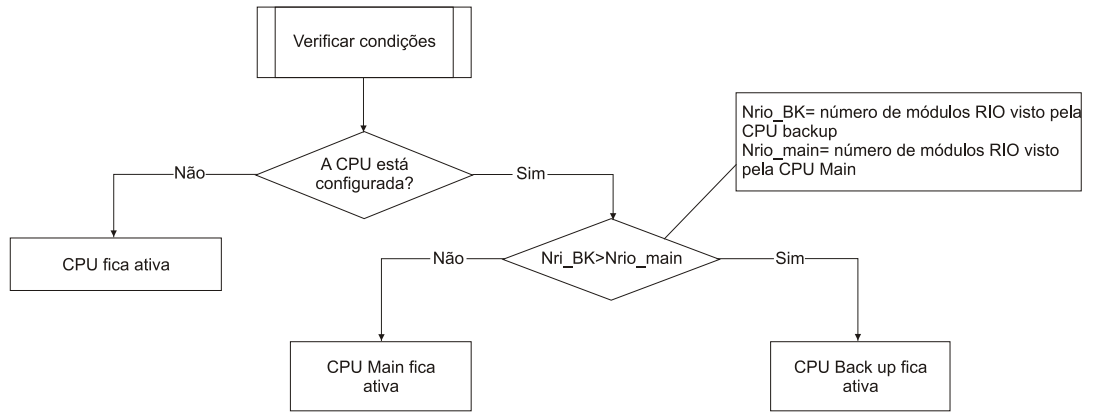 Verificar condições
A CPU está
configurada?
Não
Sim
CPU fica ativa
Nrio_BK= número de módulos RIO visto pela
CPU backup
Nrio_main= número de módulos RIO visto
pela CPU Main
Nri_BK>Nrio_main
Não
Sim
CPU Main fica
ativa
CPU Back up fica
ativa